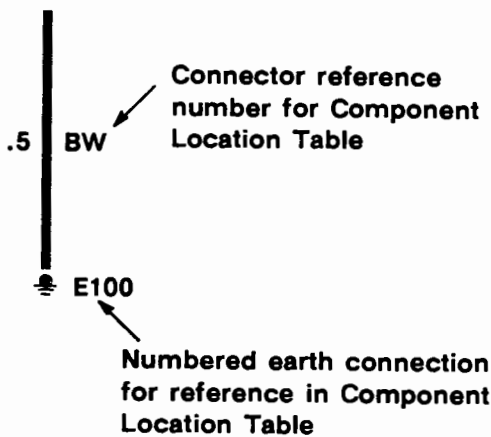 Connector reference
number for Component
Location Table
.5 BW
E100
Numbered earth connection
for reference in Component
Location Table